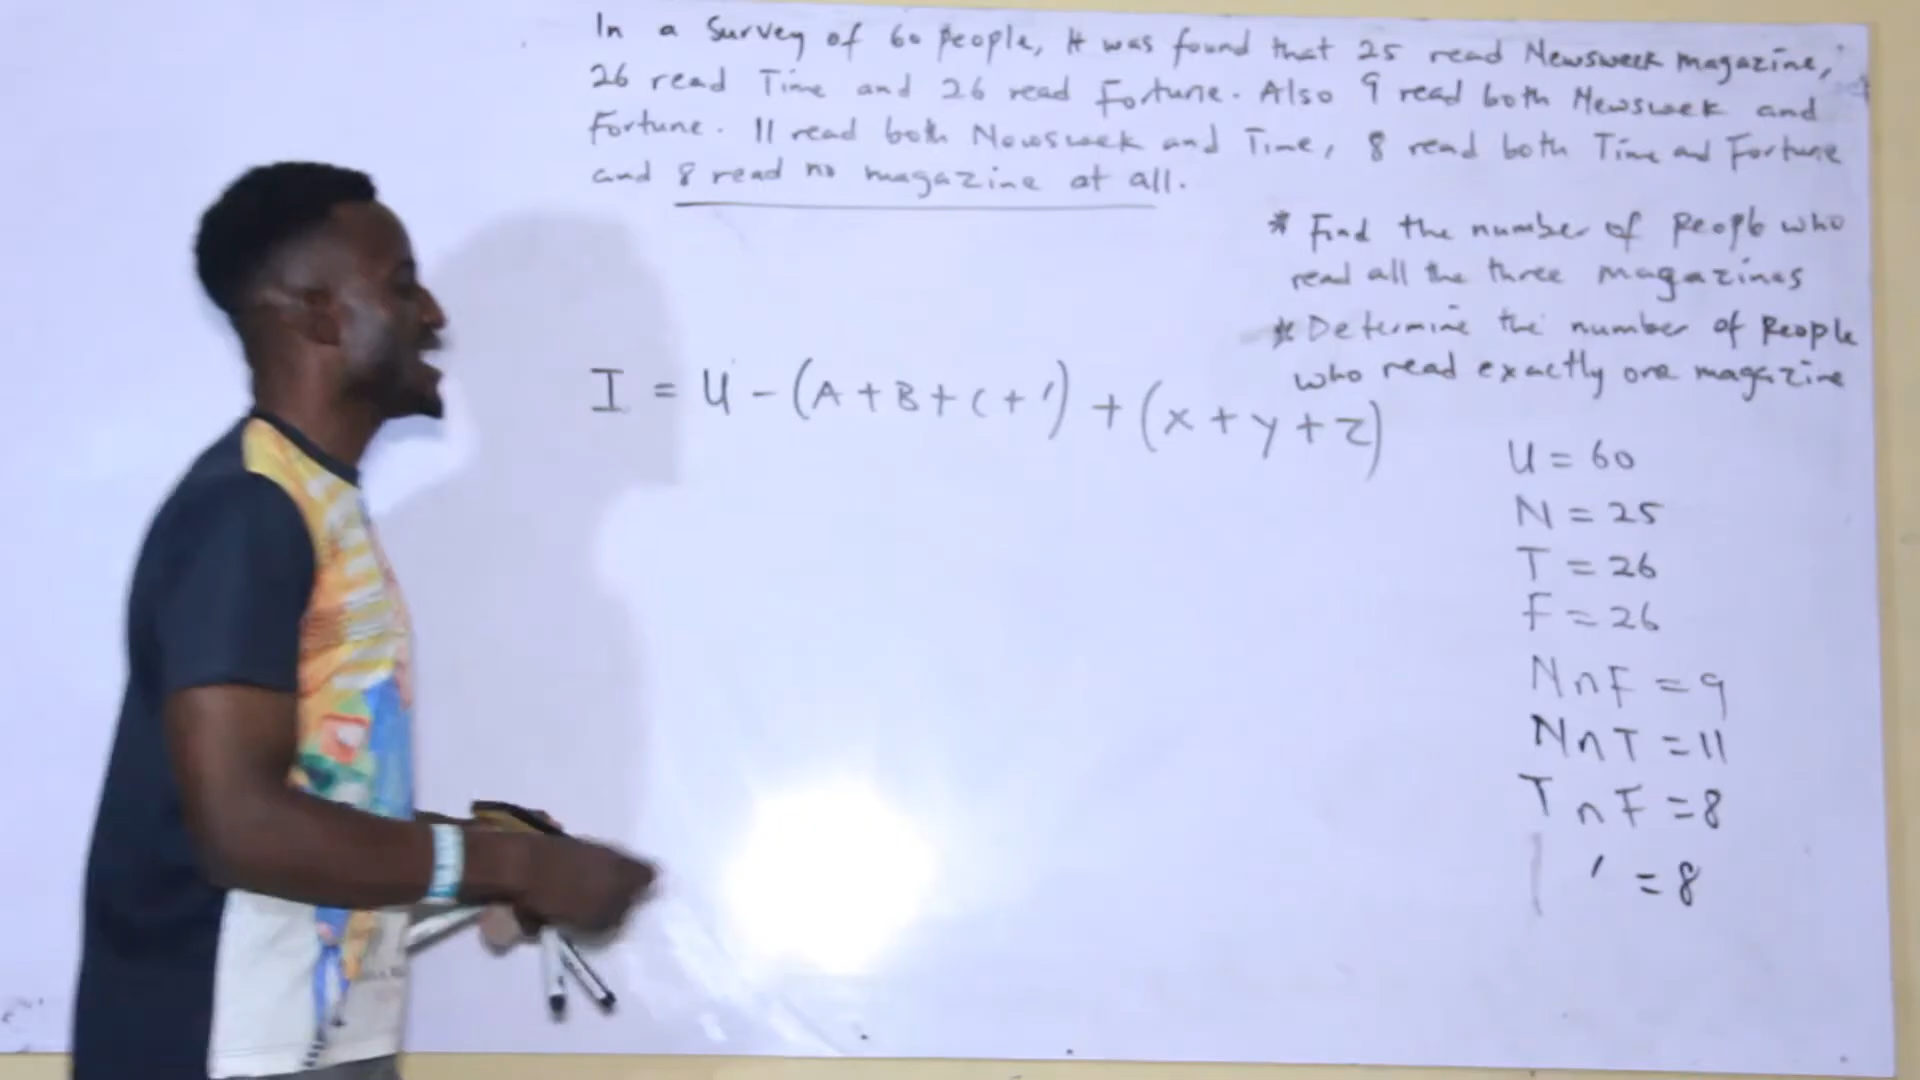 In a Survey of 60 people, it was found that 25 read Newsweek magazine,
26 read Time and 26 read Fortune. Also 9 read both Newsweek and
Fortune. 11 read both Newsweek and Time, 8 read both Time and Fortune
and 8 read no magazine at all.
* Find the number of people who
read all the three magazines
* Determine the number of people
who read exactly one magazine
I = U - (A + B + C + ') + (x + y + z)
U = 60
N = 25
T = 26
F = 26
N n F = 9
N n T = 11
T n F = 8
' = 8